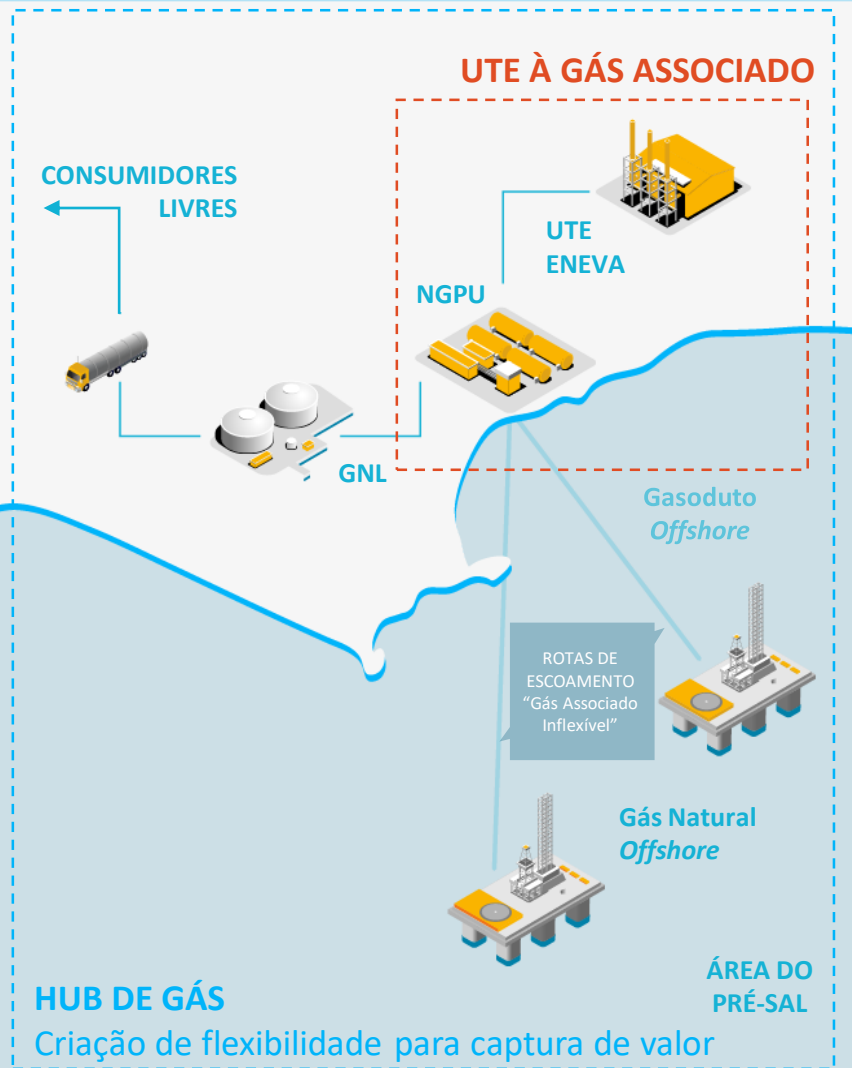 UTE À GÁS ASSOCIADO
CONSUMIDORES
LIVRES
UTE
ENEVA
NGPU
GNL
Gasoduto
Offshore
ROTAS DE
ESCOAMENTO
“Gás Associado
Inflexível”
Gás Natural
Offshore
ÁREA DO
PRÉ-SAL
HUB DE GÁS
Criação de flexibilidade para captura de valor